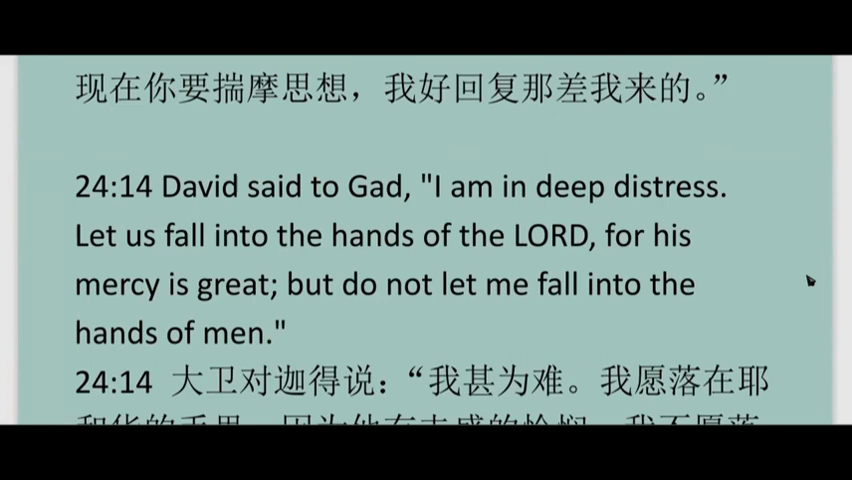 现在你要揣摩思想，我好回复那差我来的。”
24:14 David said to Gad, "I am in deep distress.
Let us fall into the hands of the LORD, for his
mercy is great; but do not let me fall into the
hands of men."
24:14 大卫对迦得说：“我甚为难。我愿落在耶